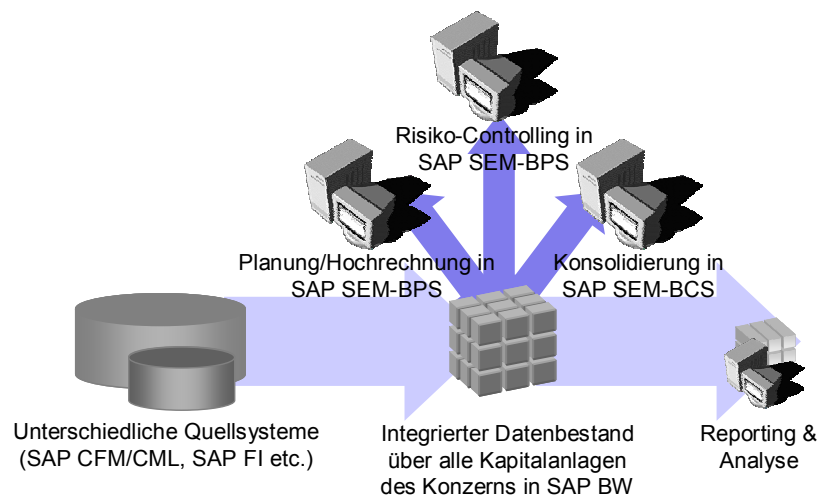 Risiko-Controlling in
SAP SEM-BPS
Planung/Hochrechnung in
SAP SEM-BPS
Konsolidierung in
SAP SEM-BCS
Unterschiedliche Quellsysteme
(SAP CFM/CML, SAP FI etc.)
Integrierter Datenbestand
über alle Kapitalanlagen
des Konzerns in SAP BW
Reporting &
Analyse